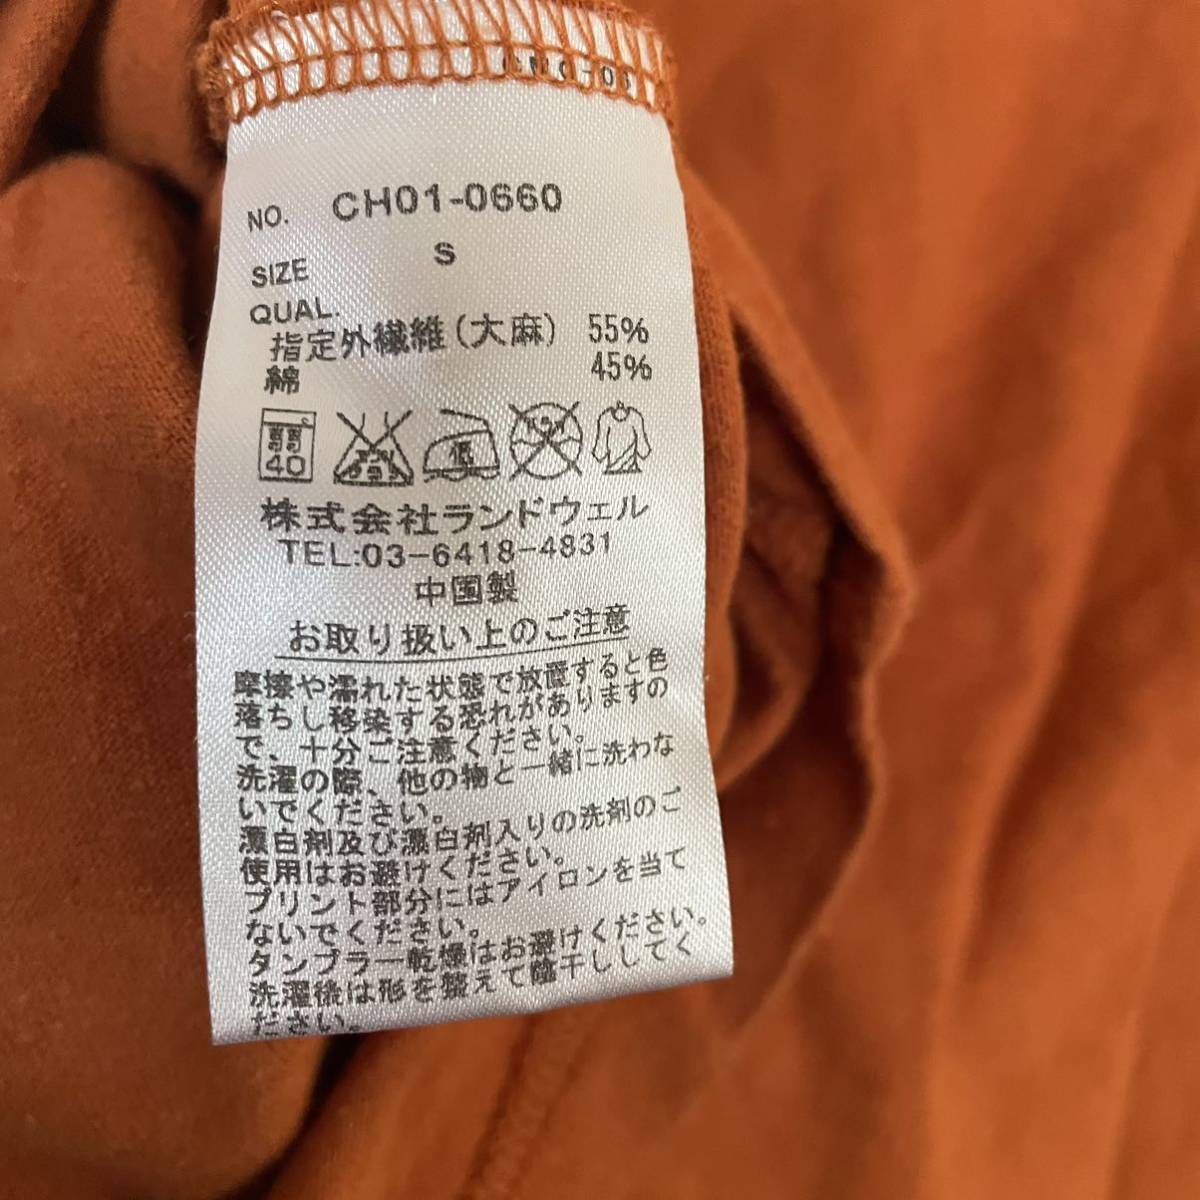 NO. CH01-0660
SIZE S
QUAL.
指定外繊維(大麻) 55%
綿 45%
40
低
株式会社ランドウェル
TEL:03-6418-4831
中国製
お取り扱い上のご注意
摩擦や濡れた状態で放置すると色
落ちし移染する恐れがありますの
で、十分ご注意ください。
洗濯の際、他の物と一緒に洗わな
いでください。
漂白剤及び漂白剤入りの洗剤のご
使用はお避けください。
プリント部分にはアイロンを当て
ないでください。
タンブラー乾燥はお避けください。
洗濯後は形を整えて陰干ししてく
ださい。